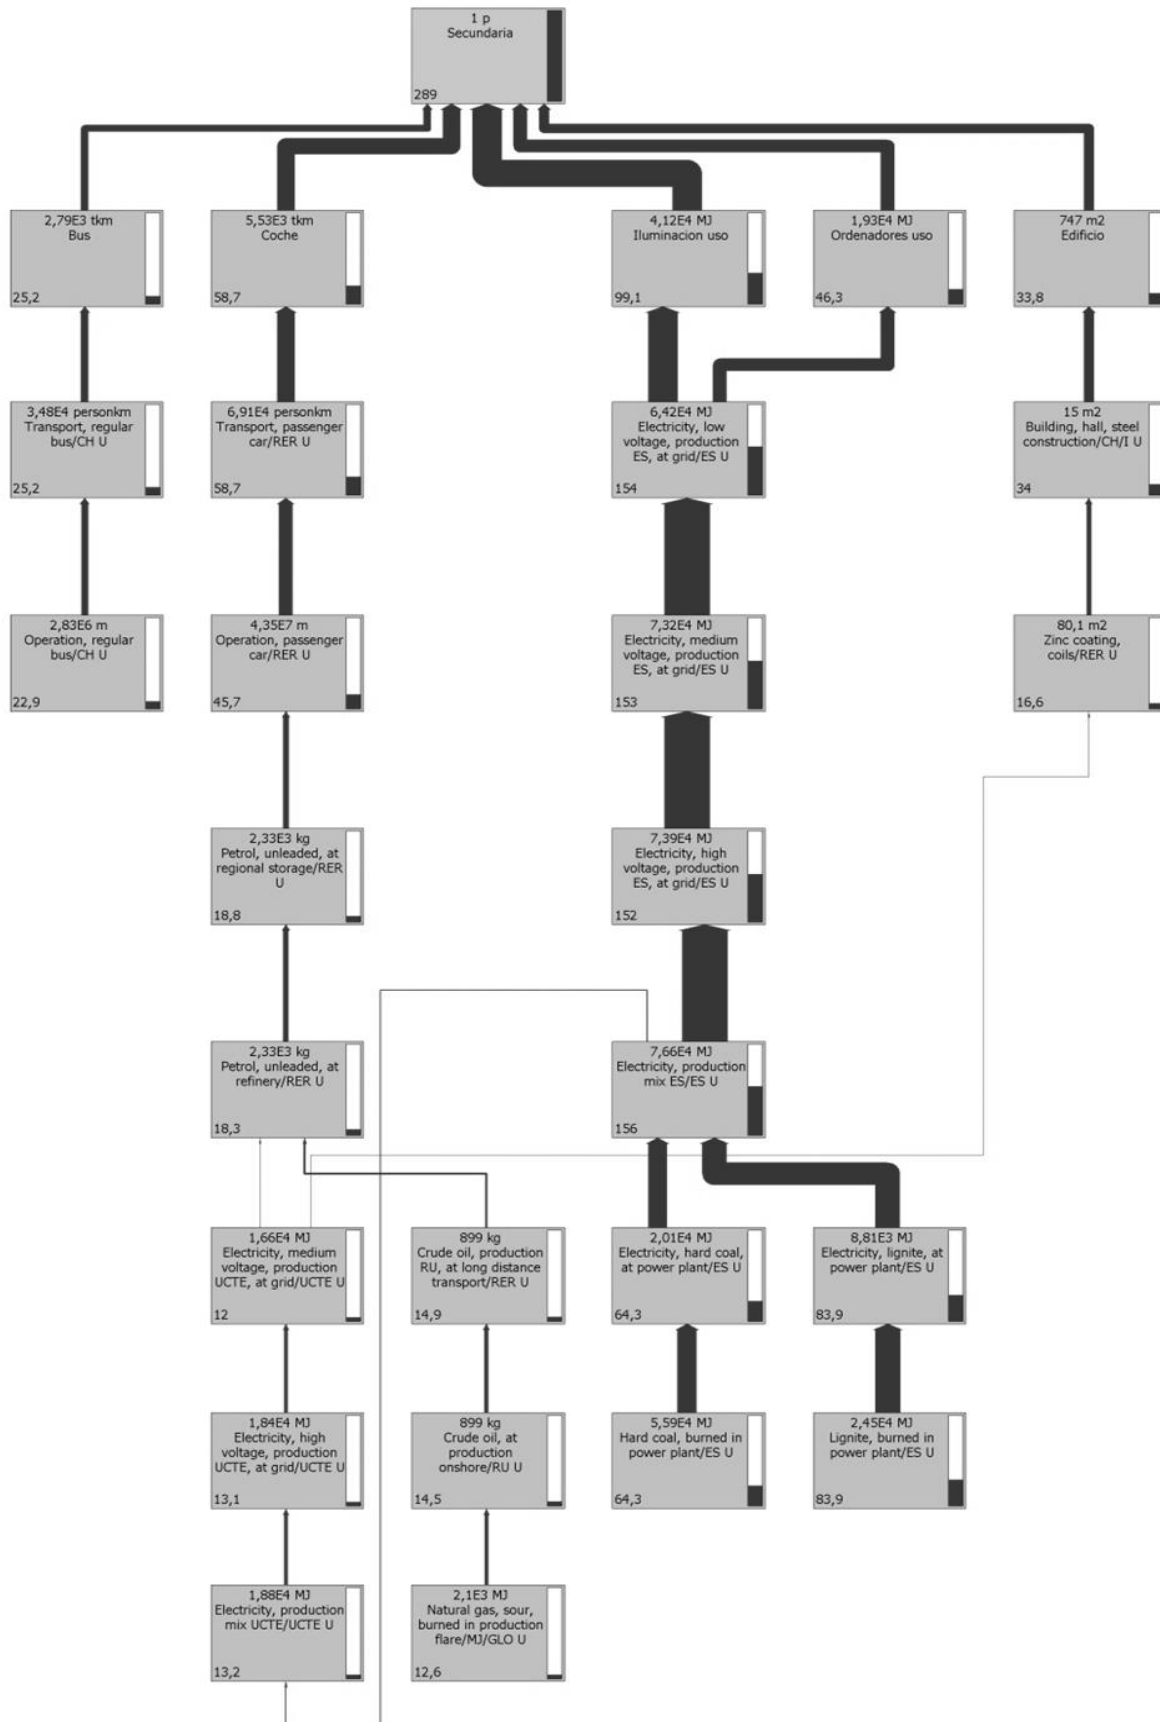 1 p
Secundaria
289
2,79E3 tkm
Bus
25,2
5,53E3 tkm
Coche
58,7
4,12E4 MJ
Iluminacion uso
99,1
1,93E4 MJ
Ordenadores uso
46,3
747 m2
Edificio
33,8
3,48E4 personkm
Transport, regular
bus/CH U
25,2
6,91E4 personkm
Transport, passenger
car/RER U
58,7
6,42E4 MJ
Electricity, low
voltage, production
ES, at grid/ES U
154
15 m2
Building, hall, steel
construction/CH/I U
34
2,83E6 m
Operation, regular
bus/CH U
22,9
4,35E7 m
Operation, passenger
car/RER U
45,7
7,32E4 MJ
Electricity, medium
voltage, production
ES, at grid/ES U
153
80,1 m2
Zinc coating,
coils/RER U
16,6
2,33E3 kg
Petrol, unleaded, at
regional storage/RER
U
18,8
7,39E4 MJ
Electricity, high
voltage, production
ES, at grid/ES U
152
2,33E3 kg
Petrol, unleaded, at
refinery/RER U
18,3
7,66E4 MJ
Electricity, production
mix ES/ES U
156
1,66E4 MJ
Electricity, medium
voltage, production
UCTE, at grid/UCTE U
12
899 kg
Crude oil, production
RU, at long distance
transport/RER U
14,9
2,01E4 MJ
Electricity, hard coal,
at power plant/ES U
64,3
8,81E3 MJ
Electricity, lignite, at
power plant/ES U
83,9
1,84E4 MJ
Electricity, high
voltage, production
UCTE, at grid/UCTE U
13,1
899 kg
Crude oil, at
production
onshore/RU U
14,5
5,59E4 MJ
Hard coal, burned in
power plant/ES U
64,3
2,45E4 MJ
Lignite, burned in
power plant/ES U
83,9
1,88E4 MJ
Electricity, production
mix UCTE/UCTE U
13,2
2,1E3 MJ
Natural gas, sour,
burned in production
flare/MJ/GLO U
12,6